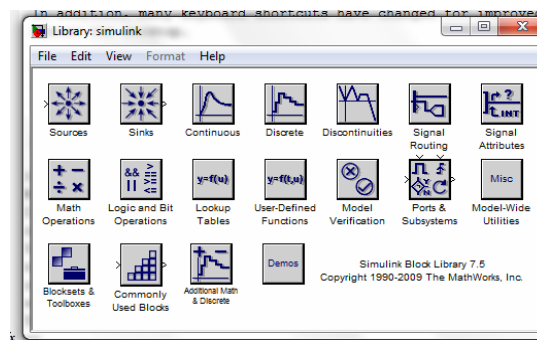 In addition, many keyboard shortcuts have changed for improved
Library: simulink
File Edit View Format Help
Sources Sinks Continuous Discrete Discontinuities Signal Routing Signal Attributes
? INT
+ − ÷ × && || > >= <= y=f(u) y=f(t,u) Misc
Math Operations Logic and Bit Operations Lookup Tables User-Defined Functions Model Verification Ports & Subsystems Model-Wide Utilities
Demos
Simulink Block Library 7.5
Copyright 1990-2009 The MathWorks, Inc.
Blocksets & Toolboxes Commonly Used Blocks Additional Math & Discrete